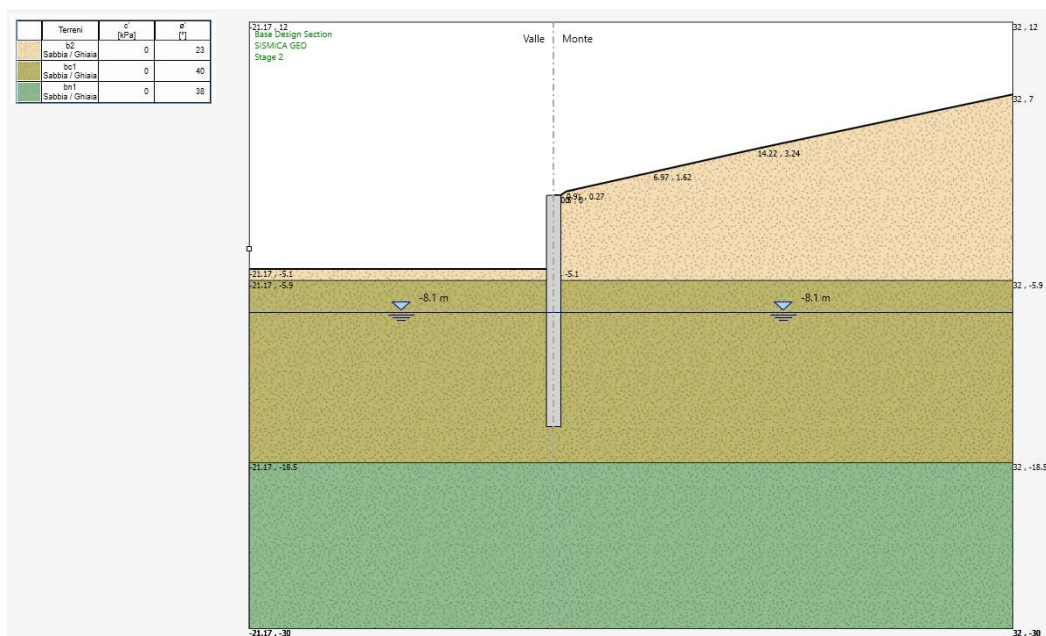 Terreni c' [kPa] ø' [°]
b2 Sabbia / Ghiaia 0 23
bc1 Sabbia / Ghiaia 0 40
bn1 Sabbia / Ghiaia 0 38
-21.17 , 12
32 , 12
Base Design Section
SISMICA GEO
Stage 2
Valle Monte
32 , 7
14.22 , 3.24
6.97 , 1.62
0.91 , 0.27
-21.17 , -5.1
-5.1
-21.17 , -5.9
32 , -5.9
-8.1 m
-8.1 m
-21.17 , -18.5
32 , -18.5
-21.17 , -30
32 , -30